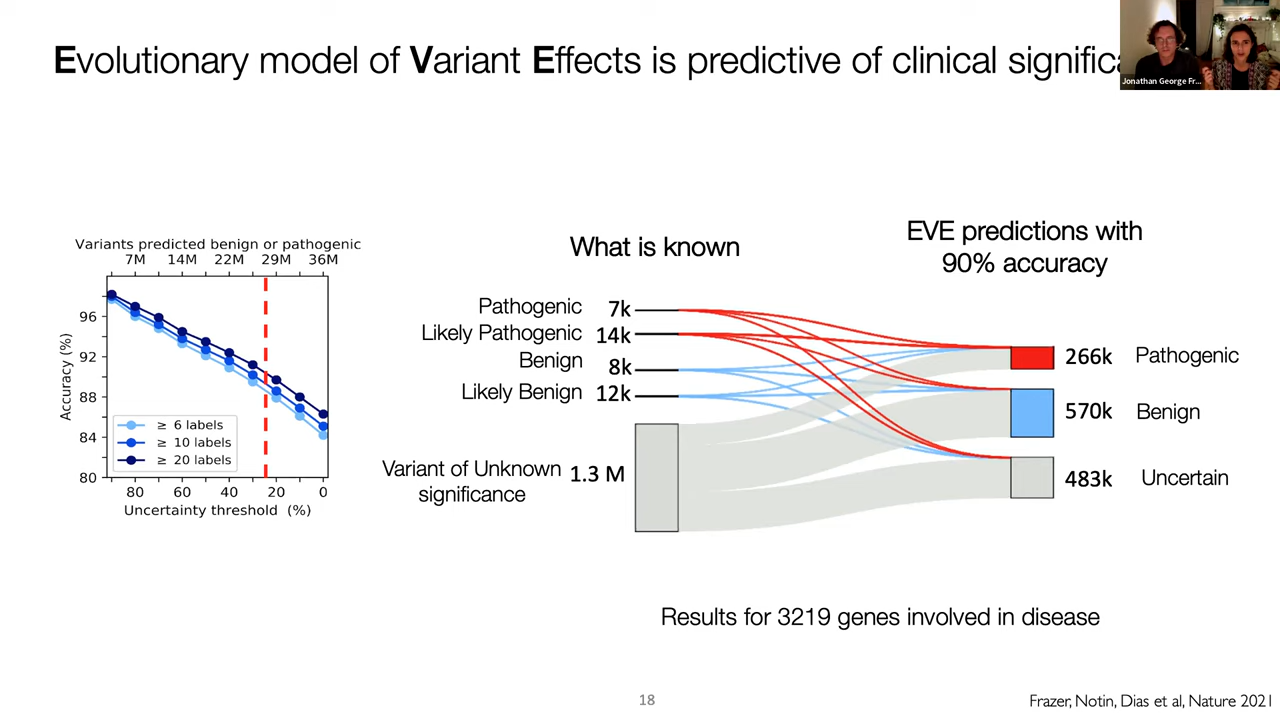 Evolutionary model of Variant Effects is predictive of clinical signific
Jonathan George Fr...
Variants predicted benign or pathogenic
7M 14M 22M 29M 36M
96
92
88
84
80
Accuracy (%)
≥ 6 labels
≥ 10 labels
≥ 20 labels
80 60 40 20 0
Uncertainty threshold (%)
What is known
EVE predictions with
90% accuracy
Pathogenic 7k
Likely Pathogenic 14k
Benign 8k
Likely Benign 12k
Variant of Unknown
significance
1.3 M
266k Pathogenic
570k Benign
483k Uncertain
Results for 3219 genes involved in disease
18
Frazer, Notin, Dias et al, Nature 2021